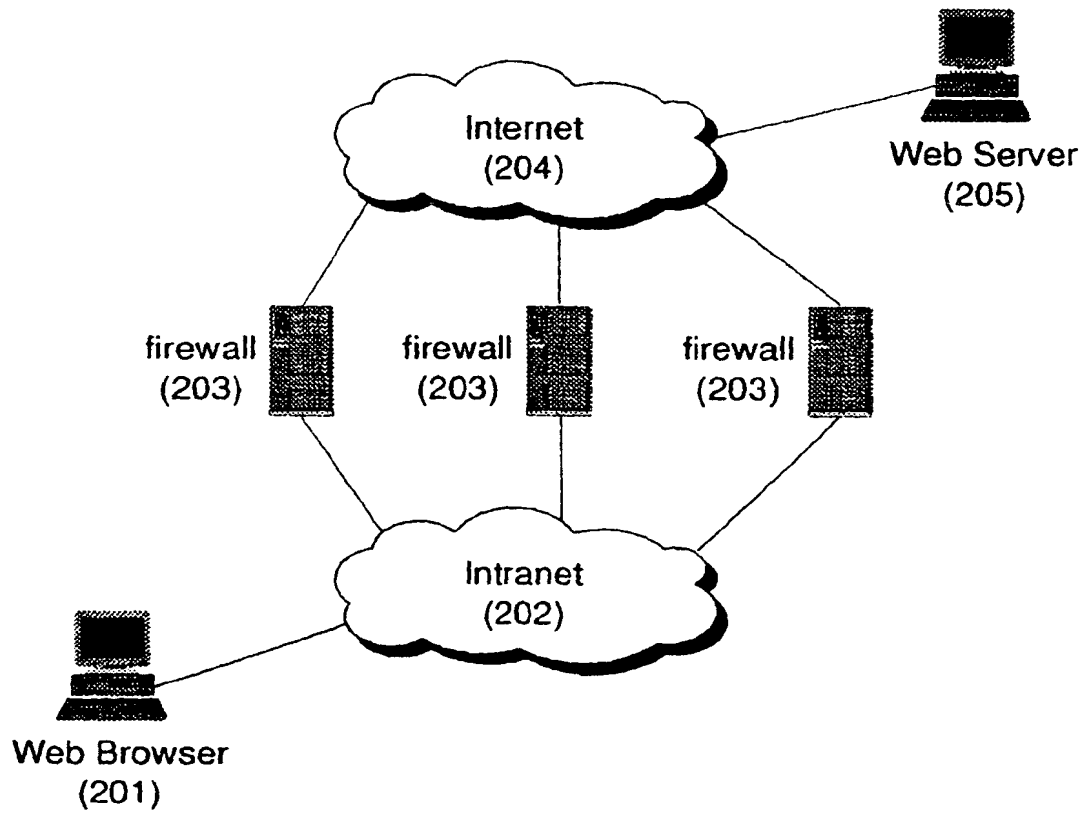 Internet
(204)
Web Server
(205)
firewall
(203)
firewall
(203)
firewall
(203)
Intranet
(202)
Web Browser
(201)